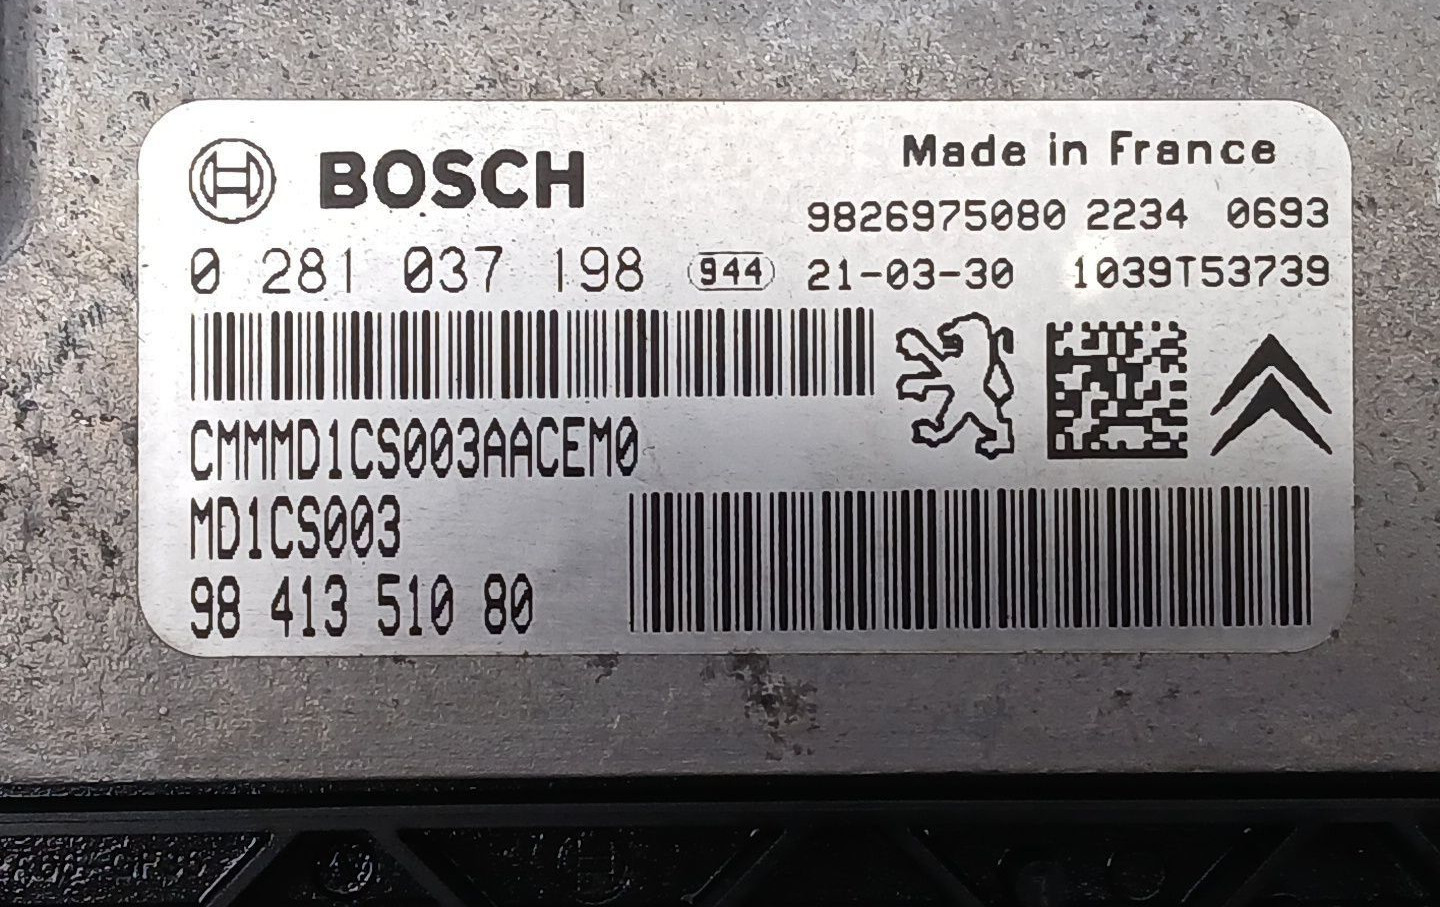 BOSCH
Made in France
9826975080 2234 0693
0 281 037 198 944 21-03-30 1039T53739
CMMMD1CS003AACEM0
MD1CS003
98 413 510 80